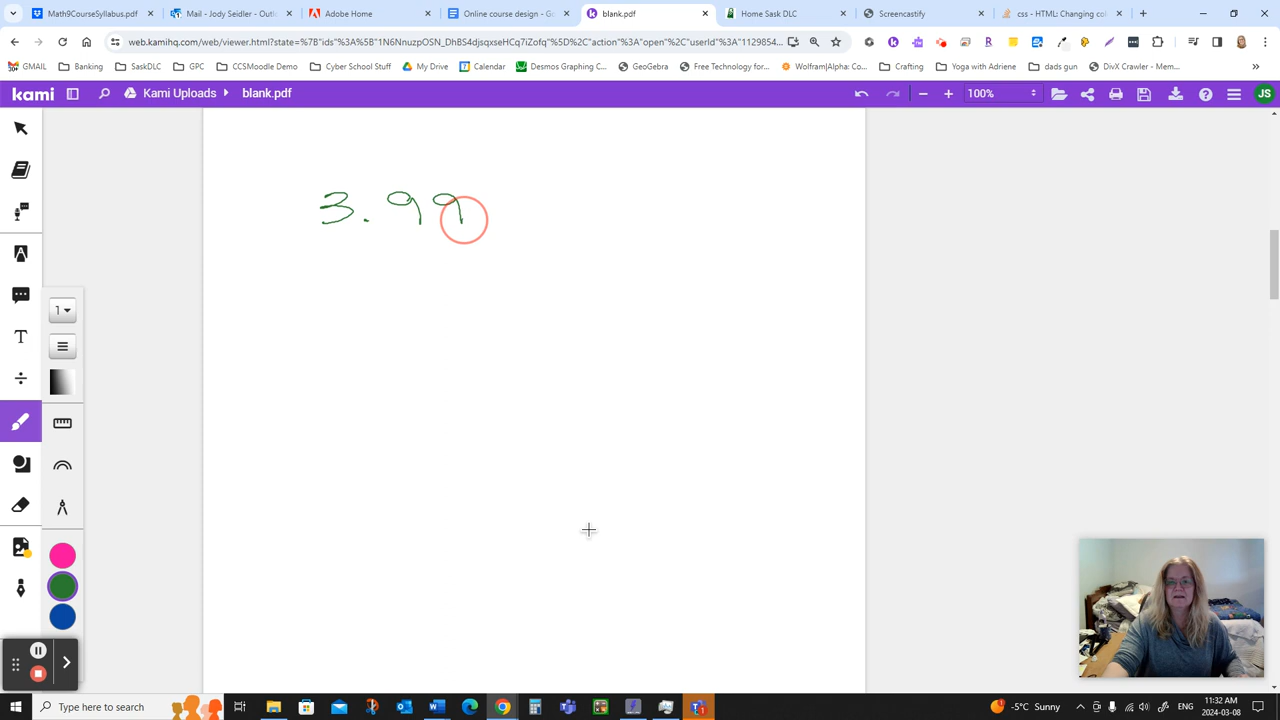 Math9CourseSyllabus.pdf
Mail - Jody Seidler - Outl
Adobe Home
Online course design - Go
blank.pdf
Home Sask DLC
Screencastify
css - HTML: Changing co
web.kamihq.com/web/viewer.html?state=%7B"ids"%3A%5B"1N6NnuzpOSN_DhBS4djsqxseHCq7iZofq"%5D%2C"action"%3A"open"%2C"userId"%3A"1129854...
GMAIL
Banking
SaskDLC
GPC
CCSMoodle Demo
Cyber School Stuff
My Drive
Calendar
Desmos Graphing C...
GeoGebra
Free Technology for...
Wolfram|Alpha: Co...
Crafting
Yoga with Adriene
dads gun
DivX Crawler - Mem...
kami
Kami Uploads
blank.pdf
100%
JS
3.99
1
Type here to search
-5°C Sunny
ENG
11:32 AM
2024-03-08